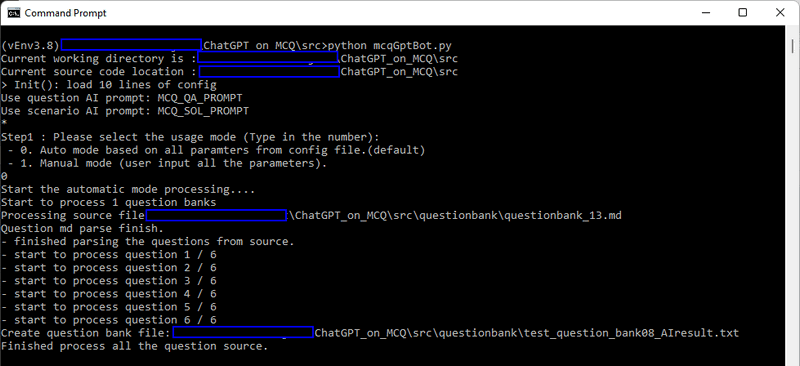 Command Prompt
(vEnv3.8) ChatGPT on MCQ\src>python mcqGptBot.py
Current working directory is : \ChatGPT_on_MCQ\src
Current source code location : ChatGPT_on_MCQ\src
> Init(): load 10 lines of config
Use question AI prompt: MCQ_QA_PROMPT
Use scenario AI prompt: MCQ_SOL_PROMPT
*
Step1 : Please select the usage mode (Type in the number):
- 0. Auto mode based on all paramters from config file.(default)
- 1. Manual mode (user input all the parameters).
0
Start the automatic mode processing....
Start to process 1 question banks
Processing source file \ChatGPT_on_MCQ\src\questionbank\questionbank_13.md
Question md parse finish.
- finished parsing the questions from source.
- start to process question 1 / 6
- start to process question 2 / 6
- start to process question 3 / 6
- start to process question 4 / 6
- start to process question 5 / 6
- start to process question 6 / 6
Create question bank file: ChatGPT_on_MCQ\src\questionbank\test_question_bank08_AIresult.txt
Finished process all the question source.